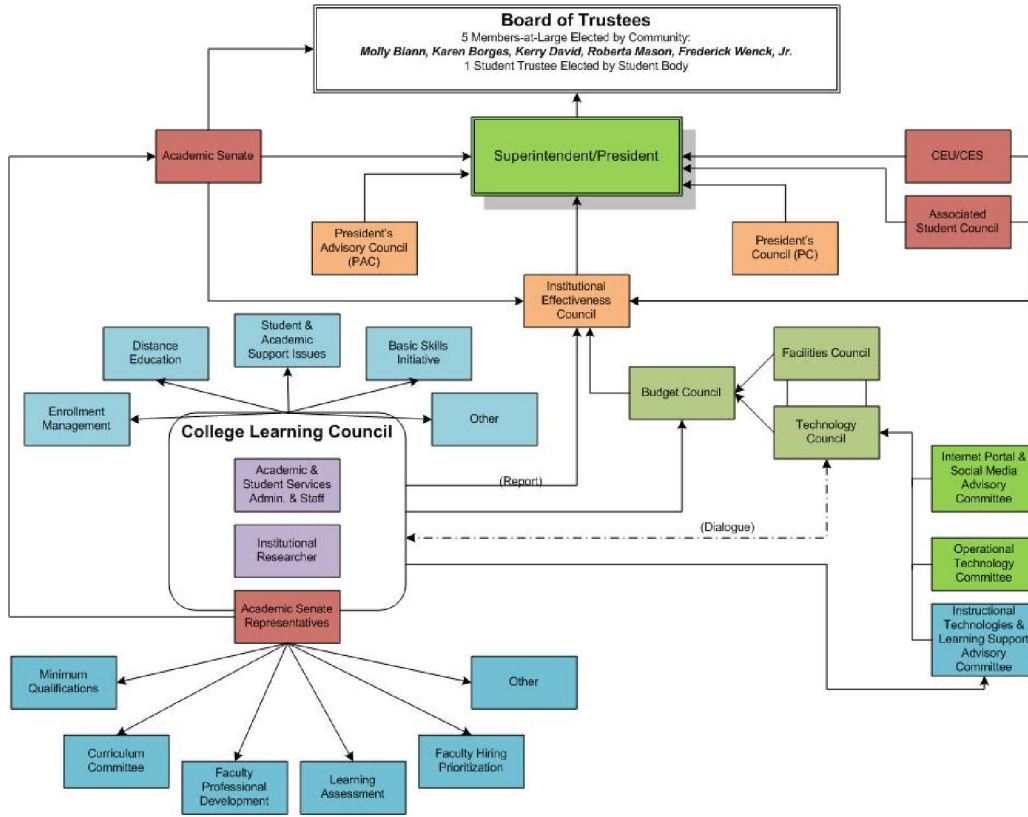 Board of Trustees
5 Members-at-Large Elected by Community:
Molly Biann, Karen Borges, Kerry David, Roberta Mason, Frederick Wenck, Jr.
1 Student Trustee Elected by Student Body
Academic Senate
Superintendent/President
CEU/CES
Associated
Student Council
President's
Advisory Council
(PAC)
President's
Council (PC)
Institutional
Effectiveness
Council
Distance
Education
Student &
Academic
Support Issues
Basic Skills
Initiative
Facilities Council
Budget Council
Enrollment
Management
Other
Technology
Council
College Learning Council
Academic &
Student Services
Admin. & Staff
(Report)
Internet Portal &
Social Media
Advisory
Committee
(Dialogue)
Institutional
Researcher
Operational
Technology
Committee
Academic Senate
Representatives
Instructional
Technologies &
Learning Support
Advisory
Committee
Minimum
Qualifications
Other
Curriculum
Committee
Faculty
Professional
Development
Learning
Assessment
Faculty Hiring
Prioritization